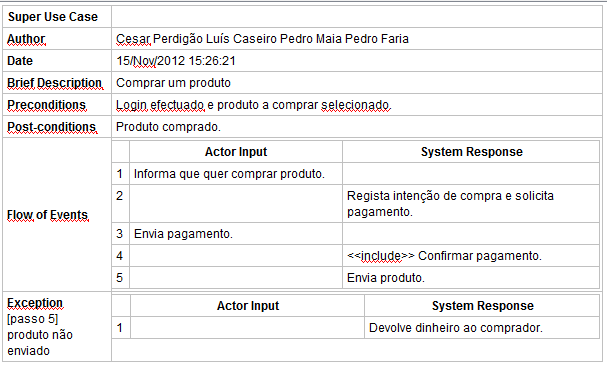 Super Use Case
Author Cesar Perdigão Luís Caseiro Pedro Maia Pedro Faria
Date 15/Nov/2012 15:26:21
Brief Description Comprar um produto
Preconditions Login efectuado e produto a comprar selecionado.
Post-conditions Produto comprado.
Flow of Events
Actor Input System Response
1 Informa que quer comprar produto.
2 Regista intenção de compra e solicita
pagamento.
3 Envia pagamento.
4 <<include>> Confirmar pagamento.
5 Envia produto.
Exception
[passo 5]
produto não
enviado
Actor Input System Response
1 Devolve dinheiro ao comprador.